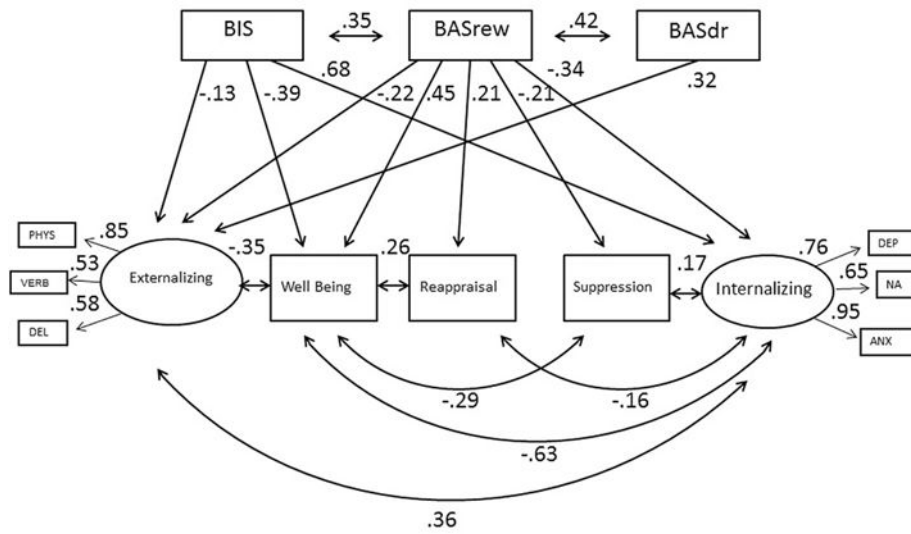 BIS
.35
BASrew
.42
BASdr
-.13
-.39
.68
-.22
.45
.21
-.21
-.34
.32
PHYS
.85
VERB
.53
DEL
.58
Externalizing
-.35
Well Being
.26
Reappraisal
Suppression
.17
Internalizing
.76
DEP
.65
NA
.95
ANX
-.29
-.16
-.63
.36